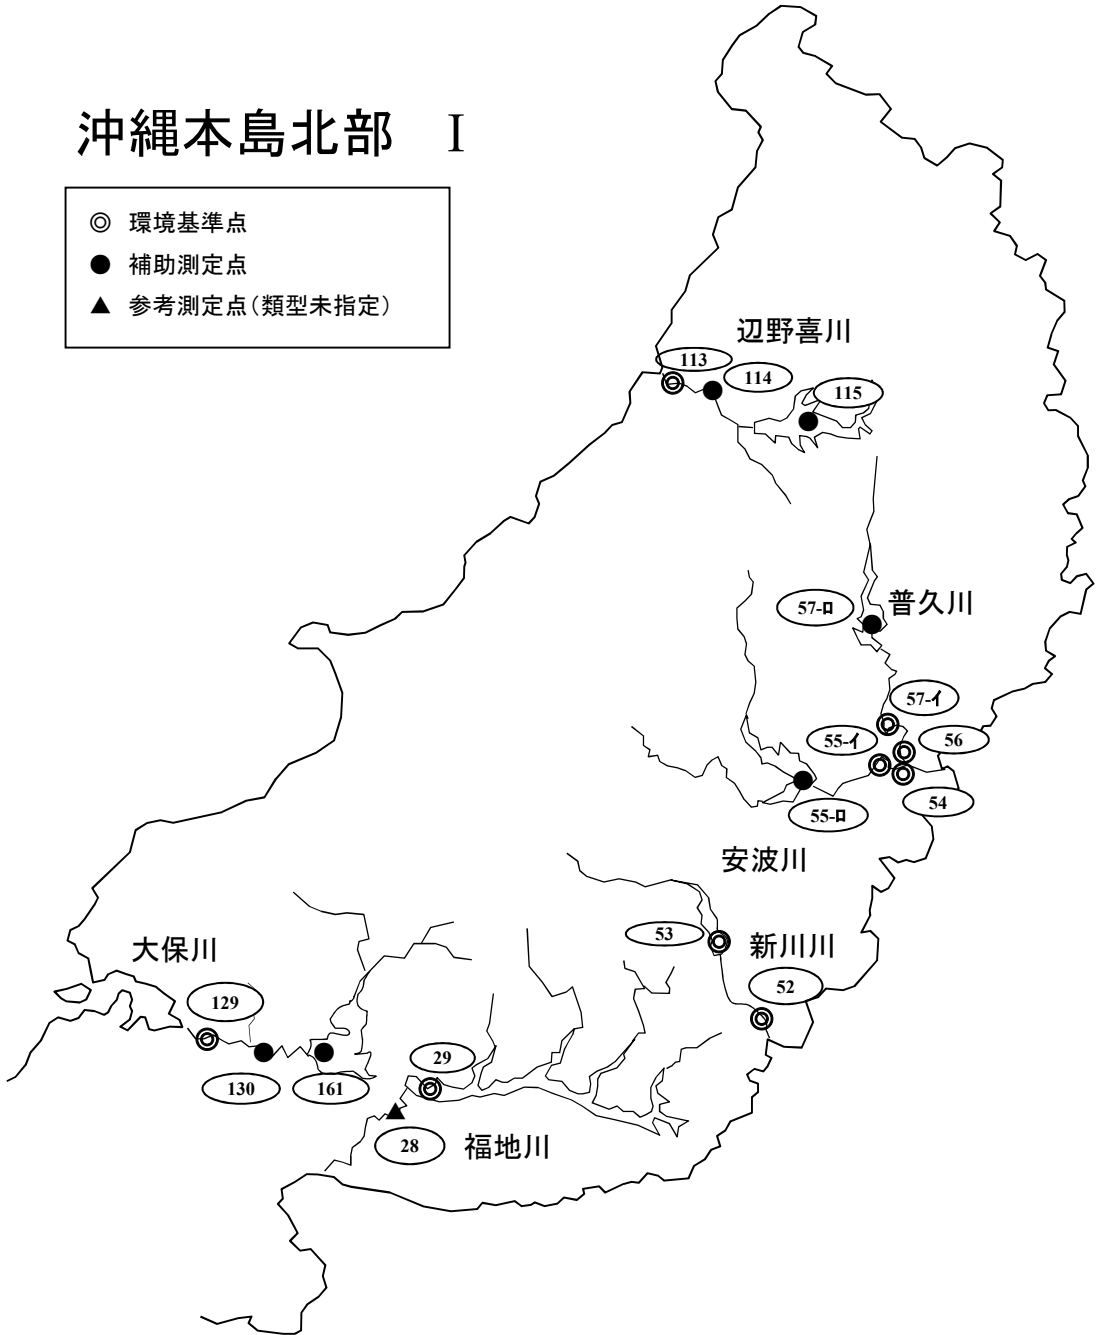 沖縄本島北部 I
◎ 環境基準点
● 補助測定点
▲ 参考測定点(類型未指定)
辺野喜川
113
114
115
57-ロ
普久川
57-イ
55-イ
56
54
55-ロ
安波川
53
新川川
52
大保川
129
29
130
161
28
福地川